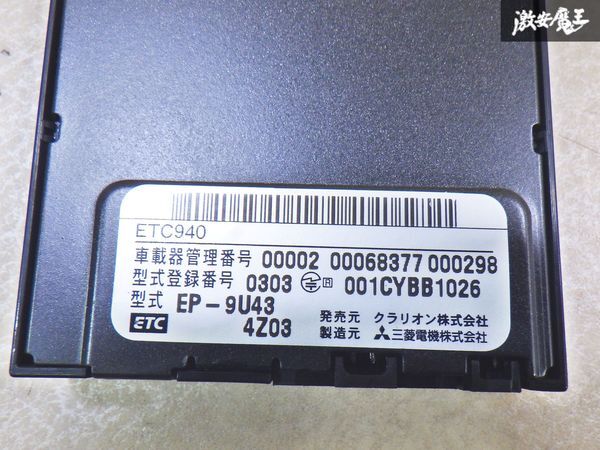 激安魔王
ETC940
車載器管理番号 00002 00068377 000298
型式登録番号 0303 R 001CYBB1026
型式 EP-9U43
ETC 4Z03
発売元 クラリオン株式会社
製造元 三菱電機株式会社